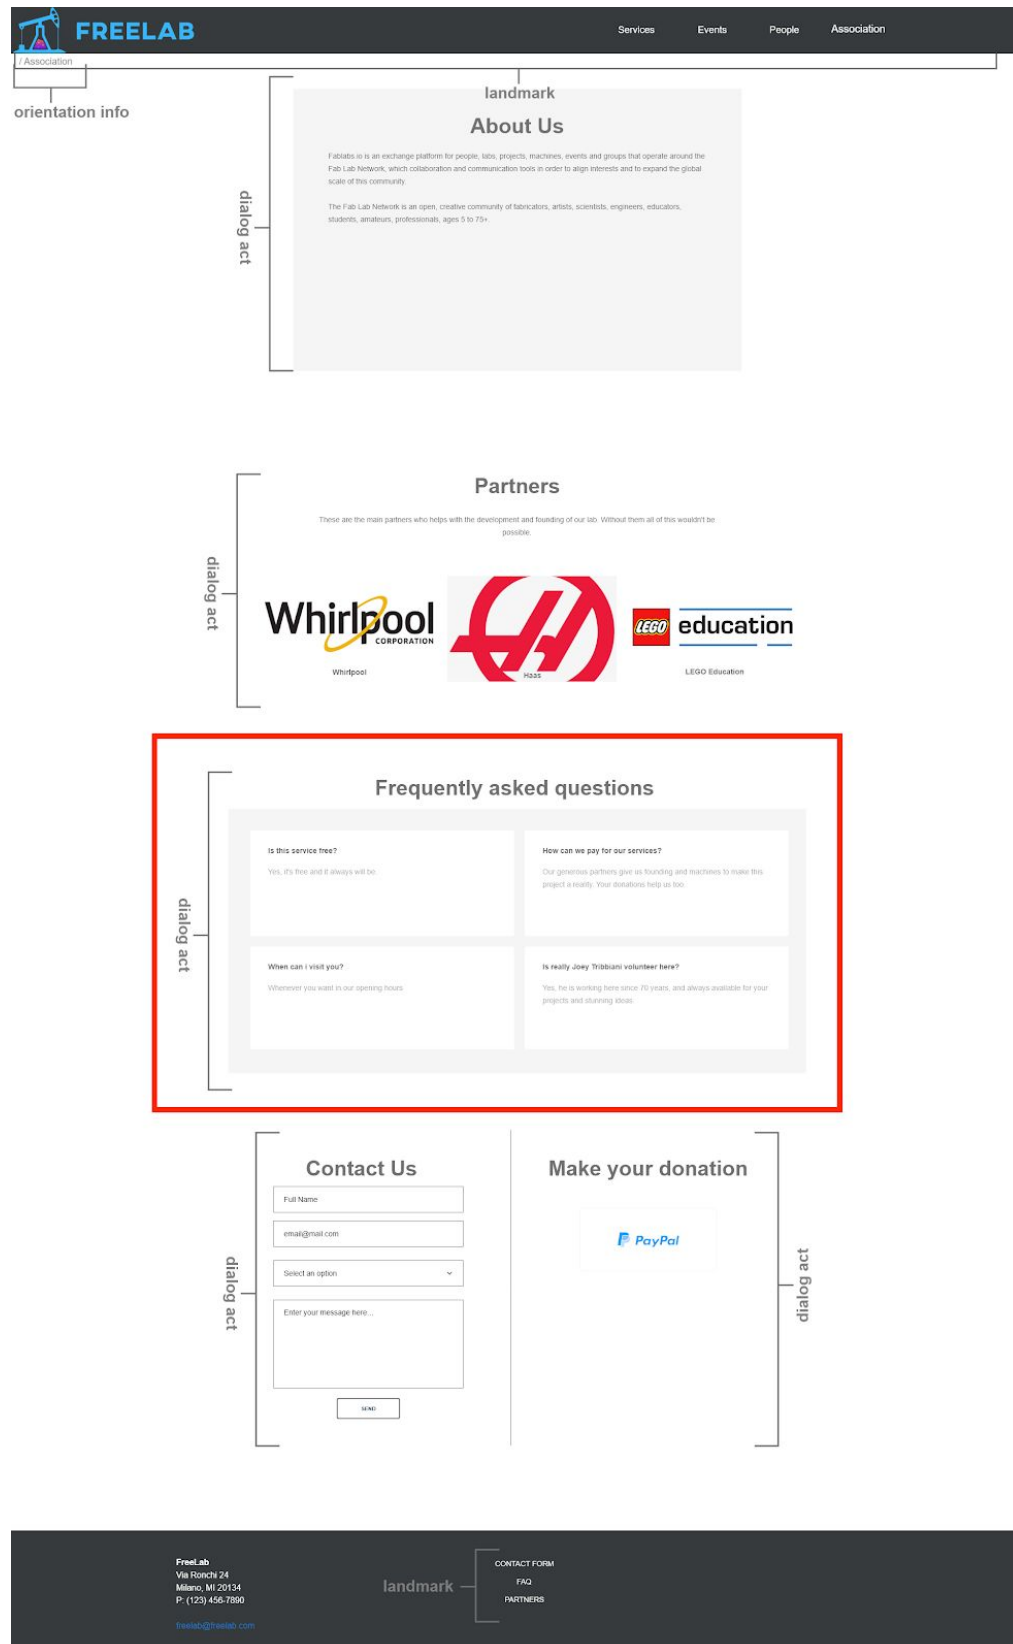 FREELAB
Services Events People Association
/ Association
orientation info
landmark
About Us
Fablabs io is an exchange platform for people, labs, projects, machines, events and groups that operate around the
Fab Lab Network, which collaboration and communication tools in order to align interests and to expand the global
scale of this community.
The Fab Lab Network is an open, creative community of fabricators, artists, scientists, engineers, educators,
students, amateurs, professionals, ages 5 to 75+.
dialog act
Partners
These are the main partners who helps with the development and founding of our lab. Without them all of this wouldn't be
possible.
dialog act
Whirlpool
CORPORATION
LEGO education
Whirlpool
Haas
LEGO Education
Frequently asked questions
dialog act
Is this service free?
Yes, it's free and it always will be.
How can we pay for our services?
Our generous partners give us founding and machines to make this
project a reality. Your donations help us too.
When can i visit you?
Whenever you want in our opening hours
Is really Joey Tribbiani volunteer here?
Yes, he is working here since 70 years, and always available for your
projects and stunning ideas.
Contact Us
Full Name
email@mail.com
Select an option
Enter your message here...
SEND
dialog act
Make your donation
PayPal
dialog act
FreeLab
Via Ronchi 24
Milano, MI 20134
P: (123) 456-7890
freelab@freelab.com
landmark
CONTACT FORM
FAQ
PARTNERS